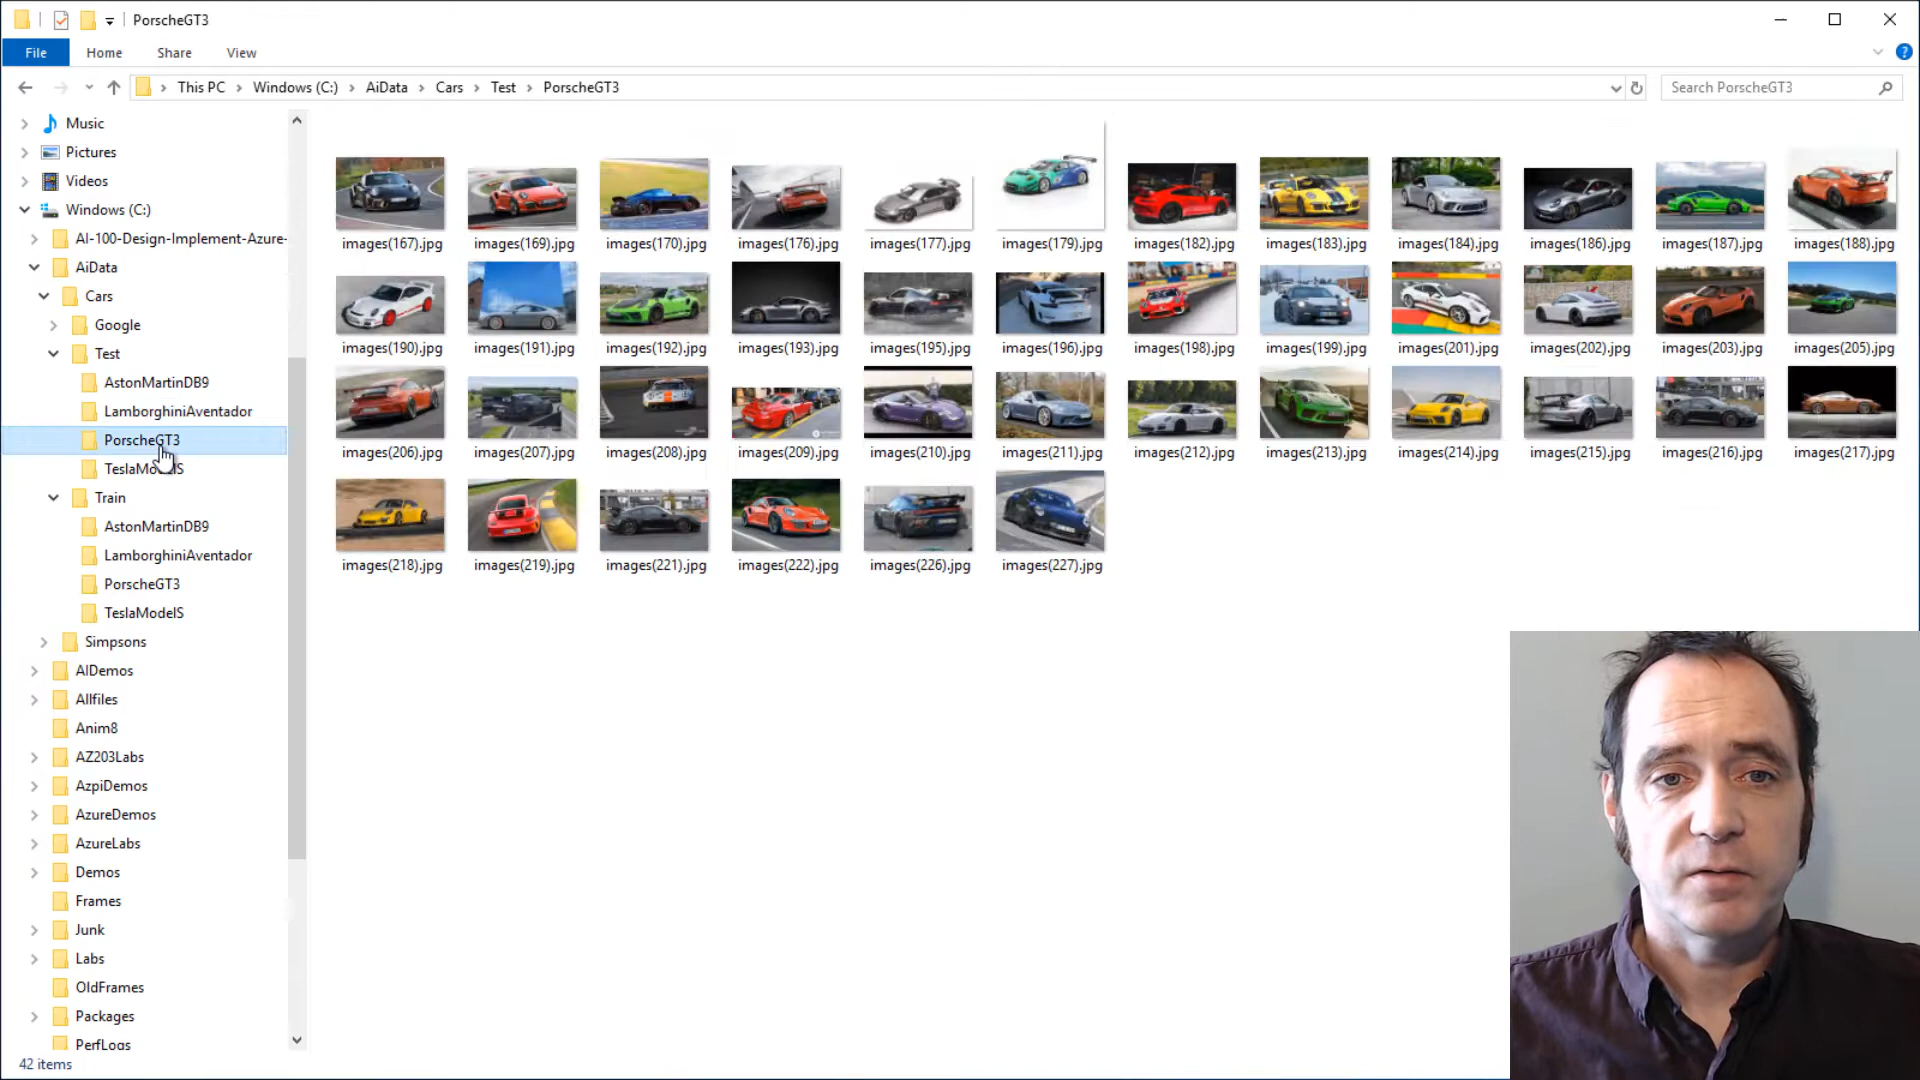 PorscheGT3
File Home Share View
This PC Windows (C:) AiData Cars Test PorscheGT3
Search PorscheGT3
Music
Pictures
Videos
Windows (C:)
AI-100-Design-Implement-Azure-
AiData
Cars
Google
Test
AstonMartinDB9
LamborghiniAventador
PorscheGT3
TeslaModelS
Train
AstonMartinDB9
LamborghiniAventador
PorscheGT3
TeslaModelS
Simpsons
AIDemos
Allfiles
Anim8
AZ203Labs
AzpiDemos
AzureDemos
AzureLabs
Demos
Frames
Junk
Labs
OldFrames
Packages
PerfLogs
images(167).jpg images(169).jpg images(170).jpg images(176).jpg images(177).jpg images(179).jpg images(182).jpg images(183).jpg images(184).jpg images(186).jpg images(187).jpg images(188).jpg
images(190).jpg images(191).jpg images(192).jpg images(193).jpg images(195).jpg images(196).jpg images(198).jpg images(199).jpg images(201).jpg images(202).jpg images(203).jpg images(205).jpg
images(206).jpg images(207).jpg images(208).jpg images(209).jpg images(210).jpg images(211).jpg images(212).jpg images(213).jpg images(214).jpg images(215).jpg images(216).jpg images(217).jpg
images(218).jpg images(219).jpg images(221).jpg images(222).jpg images(226).jpg images(227).jpg
42 items